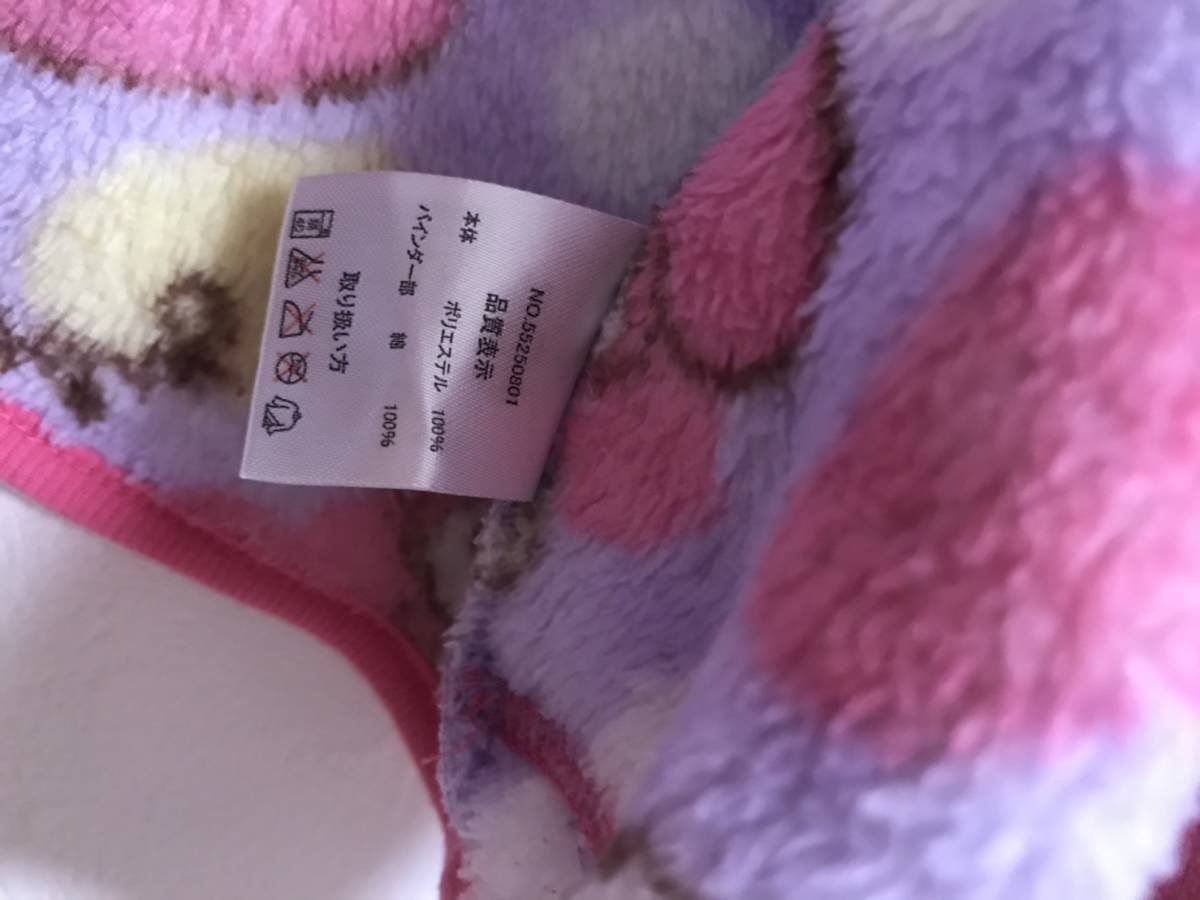 NO.55250801
品質表示
本体 ポリエステル 100%
バインダー部 綿 100%
取り扱い方